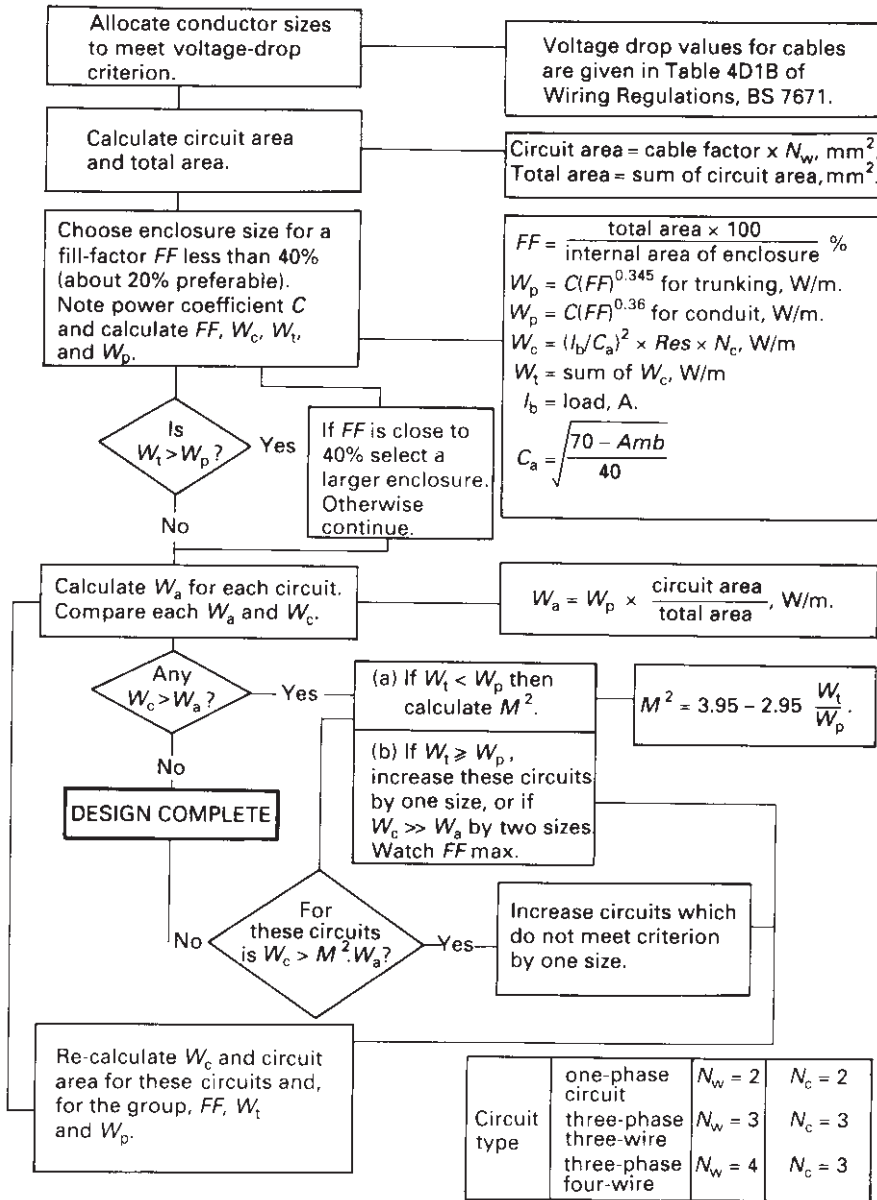 Allocate conductor sizes
to meet voltage-drop
criterion.
Voltage drop values for cables
are given in Table 4D1B of
Wiring Regulations, BS 7671.
Calculate circuit area
and total area.
Circuit area = cable factor x N_w, mm².
Total area = sum of circuit area, mm².
Choose enclosure size for a
fill-factor FF less than 40%
(about 20% preferable).
Note power coefficient C
and calculate FF, W_c, W_t,
and W_p.
FF = total area × 100 / internal area of enclosure %
W_p = C(FF)^0.345 for trunking, W/m.
W_p = C(FF)^0.36 for conduit, W/m.
W_c = (I_b/C_a)² × Res × N_c, W/m
W_t = sum of W_c, W/m
I_b = load, A.
C_a = √(70 – Amb / 40)
Is
W_t > W_p?
Yes
No
If FF is close to
40% select a
larger enclosure.
Otherwise
continue.
Calculate W_a for each circuit.
Compare each W_a and W_c.
W_a = W_p × circuit area / total area, W/m.
Any
W_c > W_a?
Yes
No
(a) If W_t < W_p then
calculate M².
M² = 3.95 – 2.95 W_t / W_p.
(b) If W_t ⩾ W_p,
increase these circuits
by one size, or if
W_c >> W_a by two sizes.
Watch FF max.
DESIGN COMPLETE
For
these circuits
is W_c > M².W_a?
No
Yes
Increase circuits which
do not meet criterion
by one size.
Re-calculate W_c and circuit
area for these circuits and,
for the group, FF, W_t
and W_p.
Circuit
type
one-phase
circuit
N_w = 2
N_c = 2
three-phase
three-wire
N_w = 3
N_c = 3
three-phase
four-wire
N_w = 4
N_c = 3